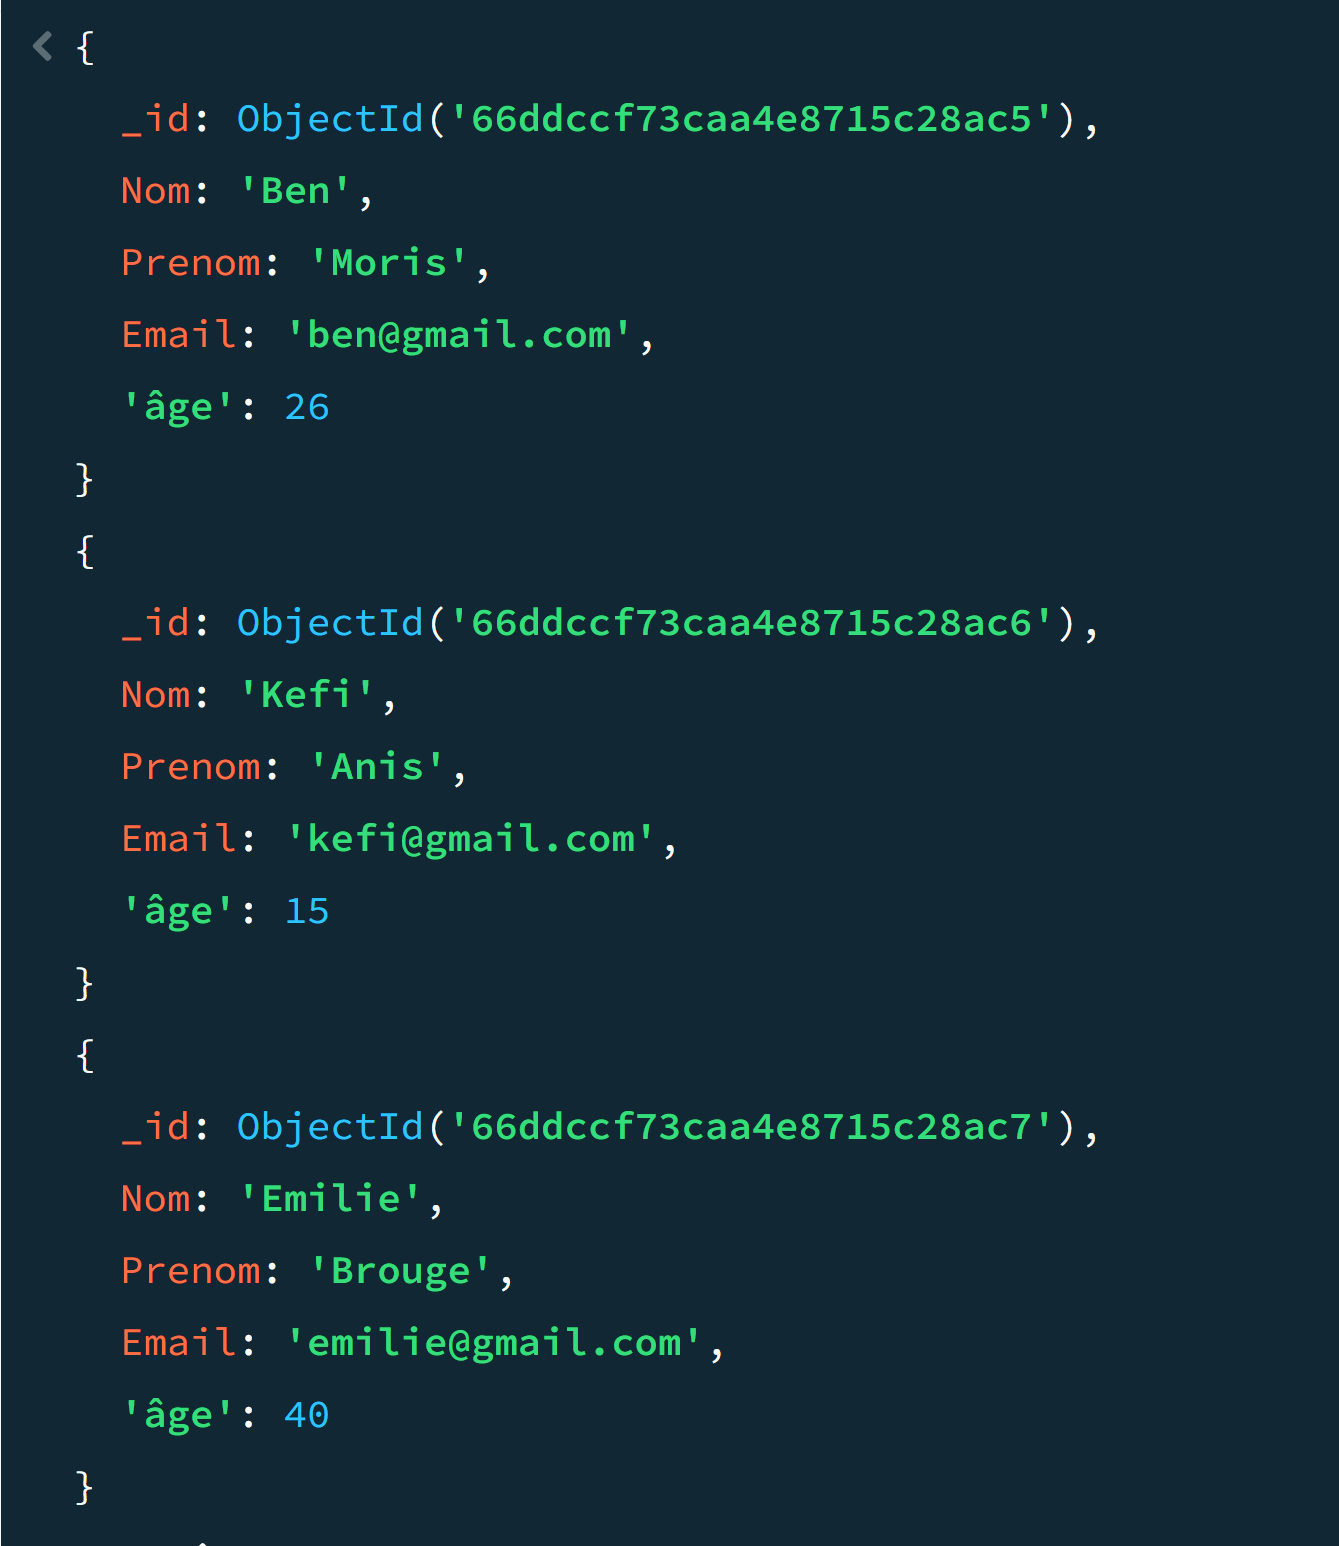 {
_id: ObjectId('66ddccf73caa4e8715c28ac5'),
Nom: 'Ben',
Prenom: 'Moris',
Email: 'ben@gmail.com',
'âge': 26
}
{
_id: ObjectId('66ddccf73caa4e8715c28ac6'),
Nom: 'Kefi',
Prenom: 'Anis',
Email: 'kefi@gmail.com',
'âge': 15
}
{
_id: ObjectId('66ddccf73caa4e8715c28ac7'),
Nom: 'Emilie',
Prenom: 'Brouge',
Email: 'emilie@gmail.com',
'âge': 40
}